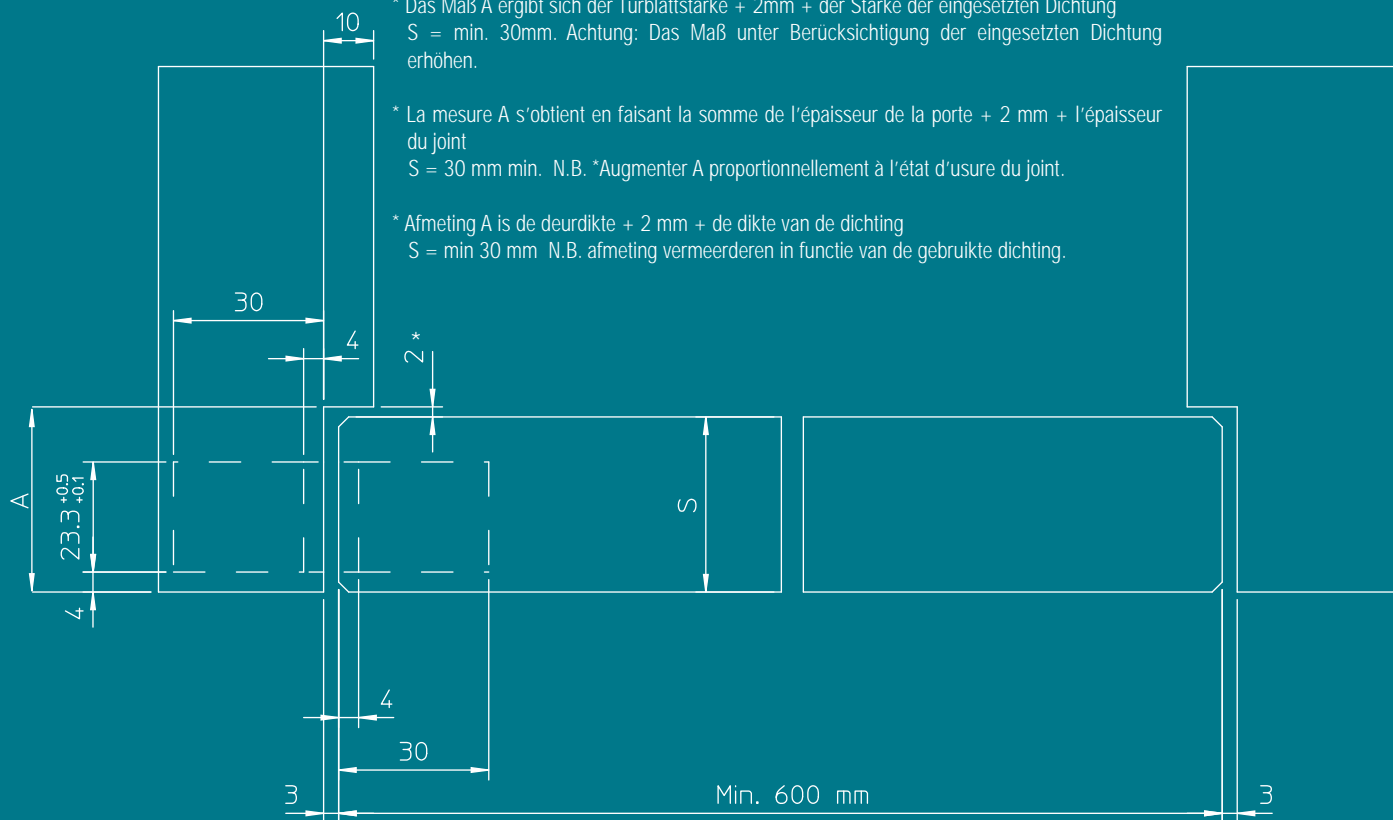 * Das Maß A ergibt sich der Türblattstärke + 2mm + der Stärke der eingesetzten Dichtung
10
S = min. 30mm. Achtung: Das Maß unter Berücksichtigung der eingesetzten Dichtung
erhöhen.
* La mesure A s'obtient en faisant la somme de l'épaisseur de la porte + 2 mm + l'épaisseur
du joint
S = 30 mm min. N.B. *Augmenter A proportionnellement à l'état d'usure du joint.
* Afmeting A is de deurdikte + 2 mm + de dikte van de dichting
S = min 30 mm N.B. afmeting vermeerderen in functie van de gebruikte dichting.
30
4
2*
A
23.3 +0.5 +0.1
S
4
4
30
3
Min. 600 mm
3